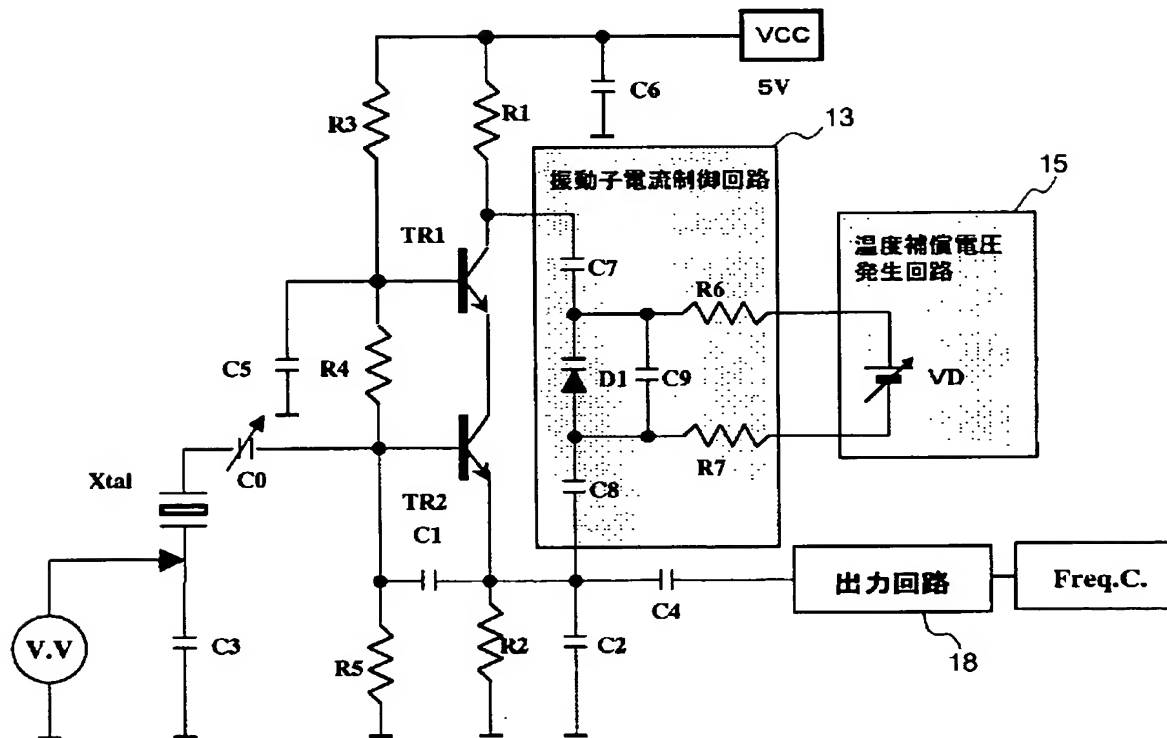 VCC
5V
C6
R3
R1
13
振動子電流制御回路
15
温度補償電圧
発生回路
TR1
C7
R6
C5
R4
D1
C9
VD
C0
R7
Xtal
TR2
C8
C1
C4
出力回路
Freq.C.
18
V.V
C3
R5
R2
C2